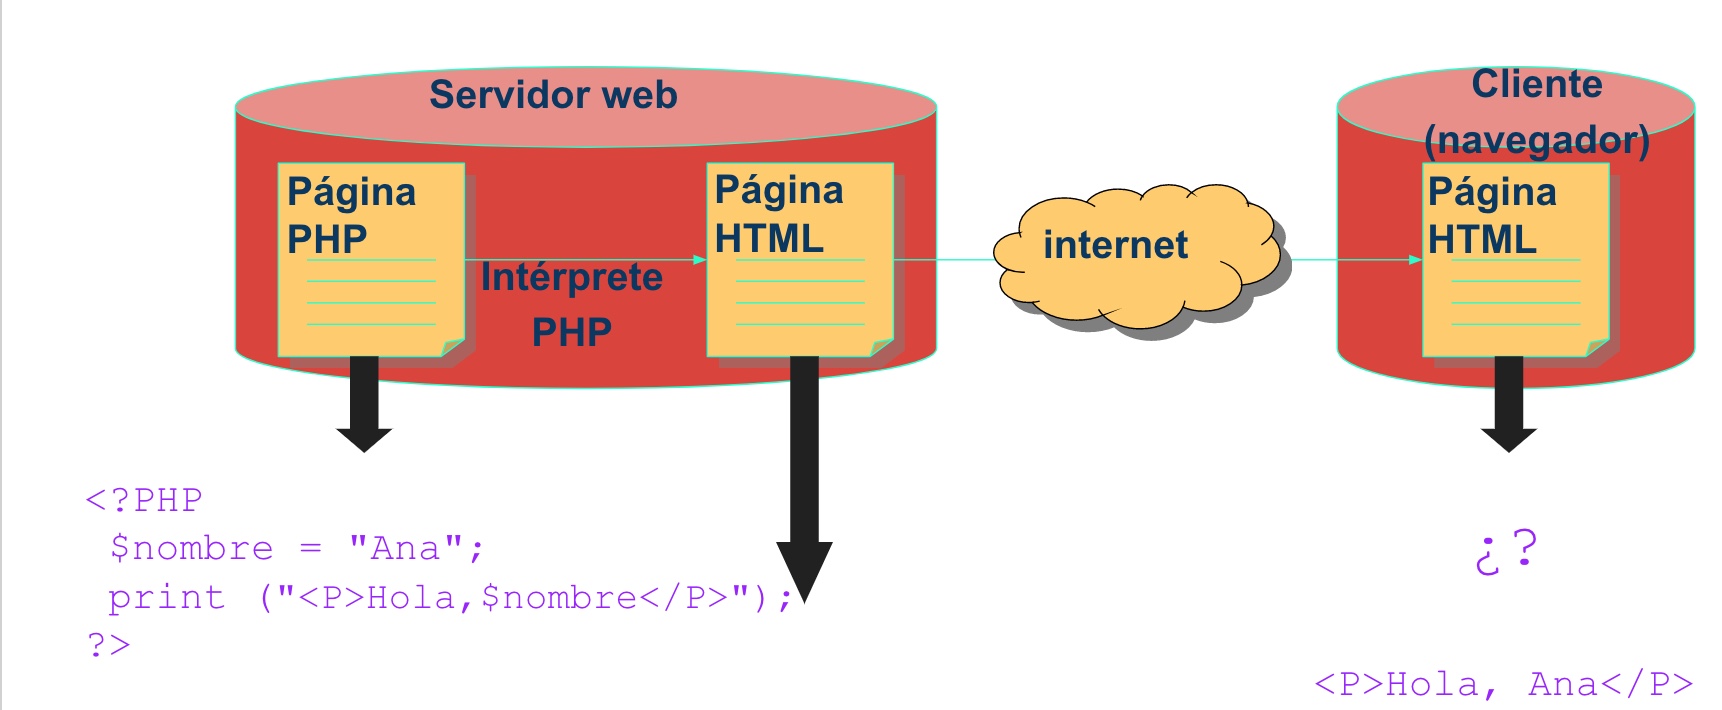 Servidor web
Cliente
(navegador)
Página
PHP
Intérprete
PHP
Página
HTML
internet
Página
HTML
<?PHP
$nombre = "Ana";
print ("<P>Hola,$nombre</P>");
?>
¿?
<P>Hola, Ana</P>